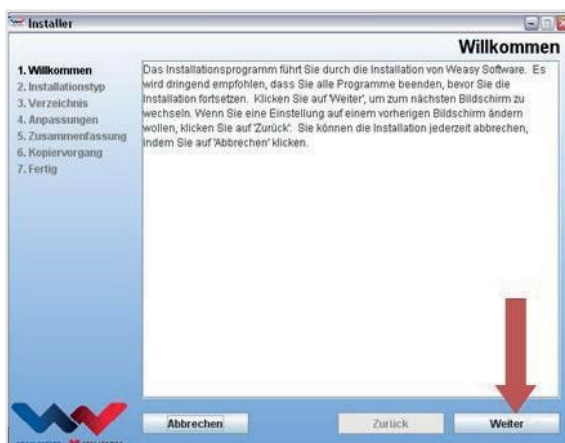 Installer
Willkommen
1. Willkommen
2. Installationstyp
3. Verzeichnis
4. Anpassungen
5. Zusammenfassung
6. Kopiervorgang
7. Fertig
Das Installationsprogramm führt Sie durch die Installation von Weasy Software. Es
wird dringend empfohlen, dass Sie alle Programme beenden, bevor Sie die
Installation fortsetzen. Klicken Sie auf 'Weiter', um zum nächsten Bildschirm zu
wechseln. Wenn Sie eine Einstellung auf einem vorherigen Bildschirm ändern
wollen, klicken Sie auf 'Zurück'. Sie können die Installation jederzeit abbrechen,
indem Sie auf 'Abbrechen' klicken.
Abbrechen
Zurück
Weiter